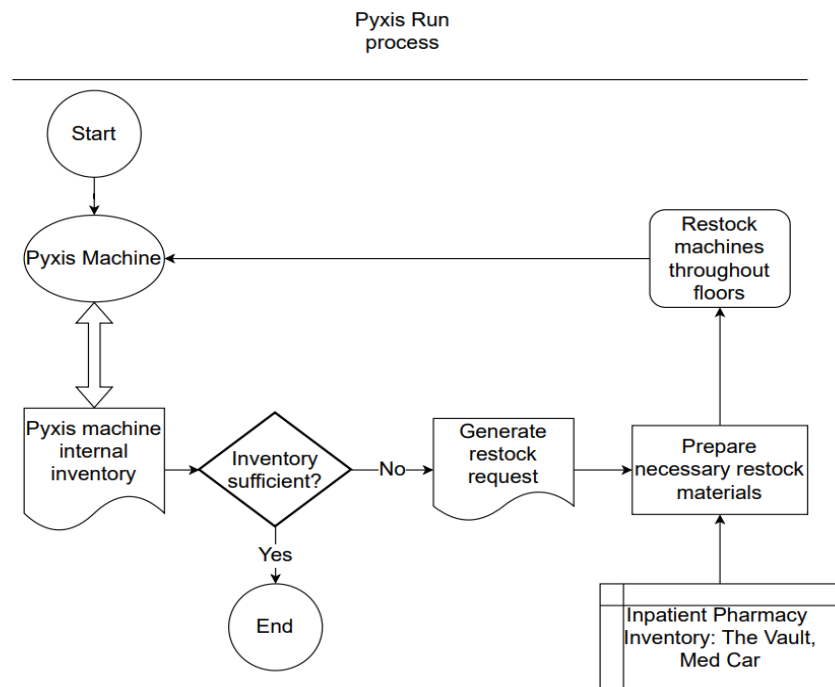 Pyxis Run
process
Start
Pyxis Machine
Restock
machines
throughout
floors
Pyxis machine
internal
inventory
Inventory
sufficient?
No
Generate
restock
request
Prepare
necessary restock
materials
Yes
End
Inpatient Pharmacy
Inventory: The Vault,
Med Car